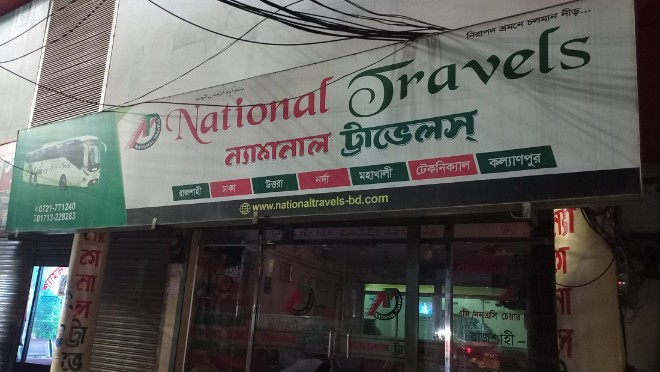 নিরাপদ ভ্রমনে চলমান নীড়...
National Travels
ন্যাশনাল ট্রাভেলস্
রাজশাহী ঢাকা উত্তরা নর্দা মহাখালী টেকনিক্যাল কল্যাণপুর
0721-771240
01713-228283
www.nationaltravels-bd.com
রাজশাহী -